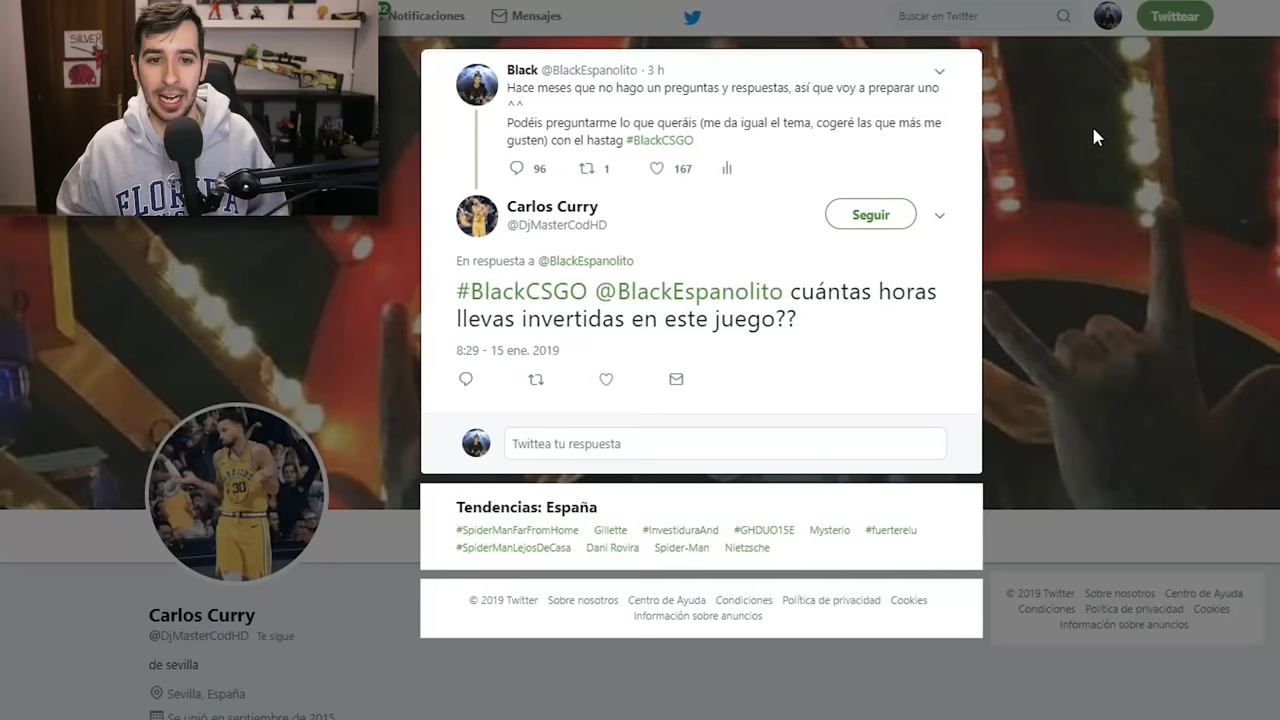 Notificaciones
Mensajes
Buscar en Twitter
Twittear
SILVER
FLORIDA
Black @BlackEspanolito · 3 h
Hace meses que no hago un preguntas y respuestas, así que voy a preparar uno
^^
Podéis preguntarme lo que queráis (me da igual el tema, cogeré las que más me
gusten) con el hastag #BlackCSGO
96 1 167
Carlos Curry
@DjMasterCodHD
Seguir
En respuesta a @BlackEspanolito
#BlackCSGO @BlackEspanolito cuántas horas
llevas invertidas en este juego??
8:29 - 15 ene. 2019
Twittea tu respuesta
Tendencias: España
#SpiderManFarFromHome Gillette #InvestiduraAnd #GHDUO15E Mysterio #fuerterelu
#SpiderManLejosDeCasa Dani Rovira Spider-Man Nietzsche
© 2019 Twitter Sobre nosotros Centro de Ayuda Condiciones Política de privacidad Cookies
Información sobre anuncios
30
Carlos Curry
@DjMasterCodHD Te sigue
de sevilla
Sevilla, España
Se unió en septiembre de 2015
© 2019 Twitter Sobre nosotros Centro de Ayuda
Condiciones Política de privacidad Cookies
Información sobre anuncios